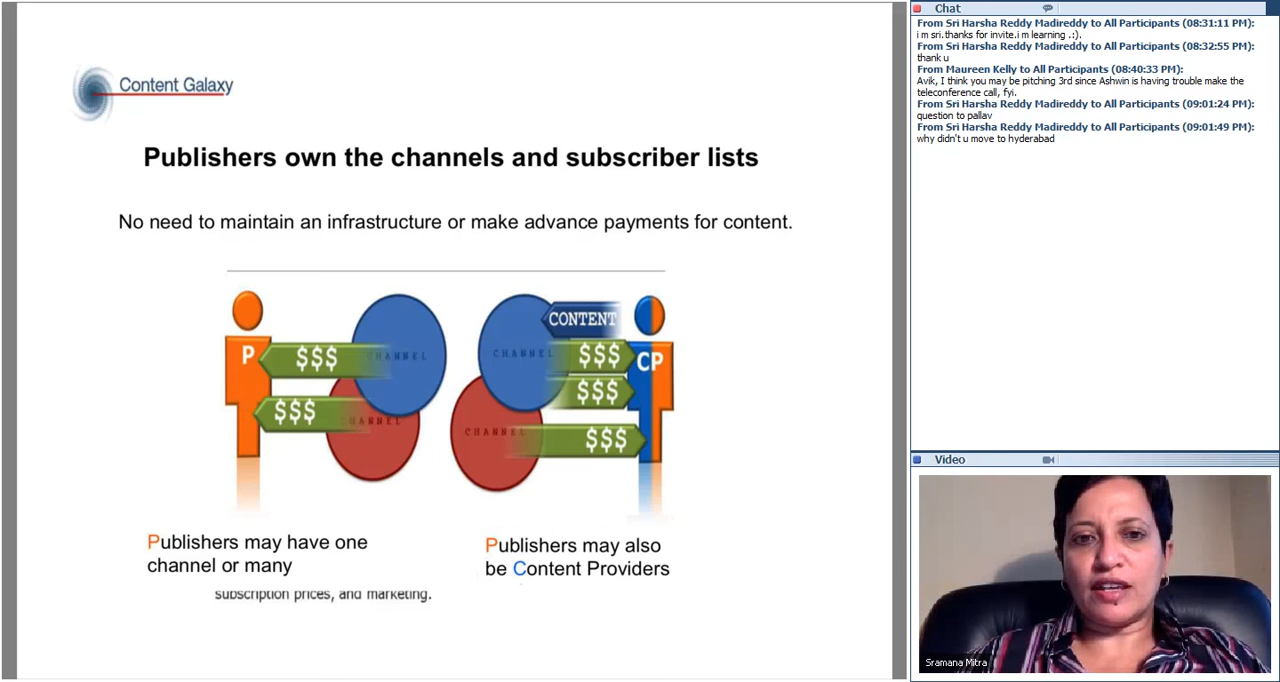 Content Galaxy
Publishers own the channels and subscriber lists
No need to maintain an infrastructure or make advance payments for content.
P
$$$
CHANNEL
$$$
CHANNEL
CHANNEL
CONTENT
$$$
CP
$$$
CHANNEL
$$$
Publishers may have one
channel or many
Publishers may also
be Content Providers
subscription prices, and marketing.
Chat
From Sri Harsha Reddy Madireddy to All Participants (08:31:11 PM):
i m sri.thanks for invite.i m learning .:).
From Sri Harsha Reddy Madireddy to All Participants (08:32:55 PM):
thank u
From Maureen Kelly to All Participants (08:40:33 PM):
Avik, I think you may be pitching 3rd since Ashwin is having trouble make the
teleconference call, fyi.
From Sri Harsha Reddy Madireddy to All Participants (09:01:24 PM):
question to pallav
From Sri Harsha Reddy Madireddy to All Participants (09:01:49 PM):
why didn't u move to hyderabad
Video
Sramana Mitra